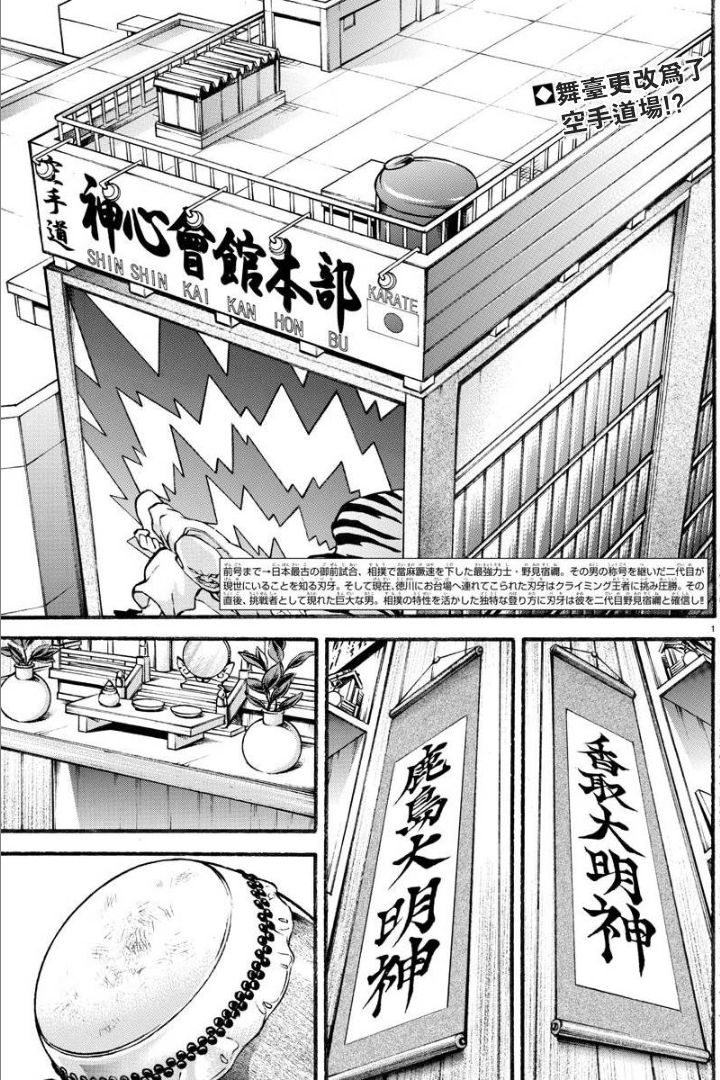 舞臺更改爲了
空手道場!?
空手道
神心會館本部
SHIN SHIN KAI KAN HON BU
KARATE
前号まで→日本最古の御前試合、相撲で當麻蹴速を下した最強力士・野見宿禰。その男の称号を継いだ二代目が
現世にいることを知る刃牙。そして現在、徳川にお台場へ連れてこられた刃牙はクライミング王者に挑み圧勝。その
直後、挑戦者として現れた巨大な男。相撲の特性を活かした独特な登り方に刃牙は彼を二代目野見宿禰と確信し!!
1
香取大明神
鹿島大明神